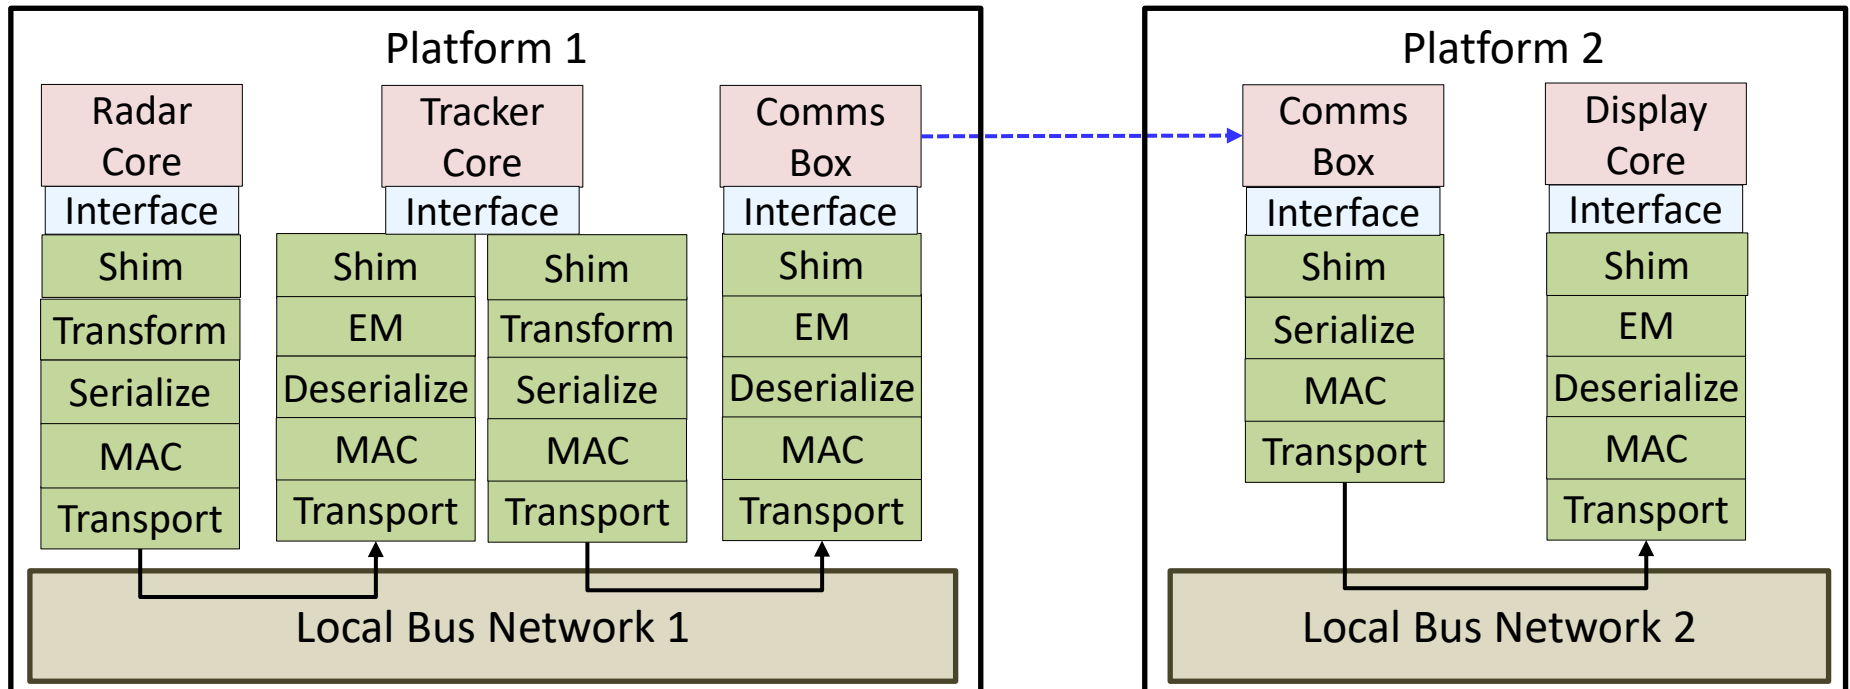 Platform 1
Radar
Core
Interface
Shim
Transform
Serialize
MAC
Transport
Tracker
Core
Interface
Shim
EM
Deserialize
MAC
Transport
Shim
Transform
Serialize
MAC
Transport
Comms
Box
Interface
Shim
EM
Deserialize
MAC
Transport
Local Bus Network 1
Platform 2
Comms
Box
Interface
Shim
Serialize
MAC
Transport
Display
Core
Interface
Shim
EM
Deserialize
MAC
Transport
Local Bus Network 2